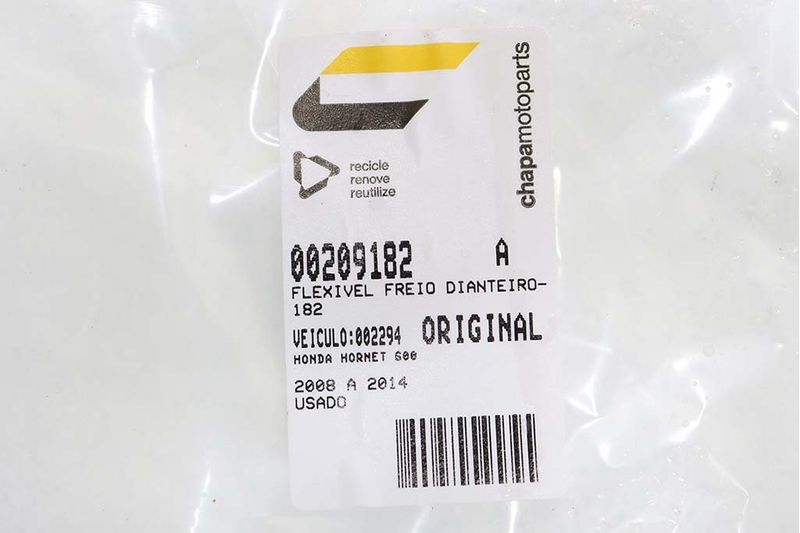 chapamotoparts
recicle
renove
reutilize
00209182 A
FLEXIVEL FREIO DIANTEIRO-
182
VEICULO:002294 ORIGINAL
HONDA HORNET 600
2008 A 2014
USADO